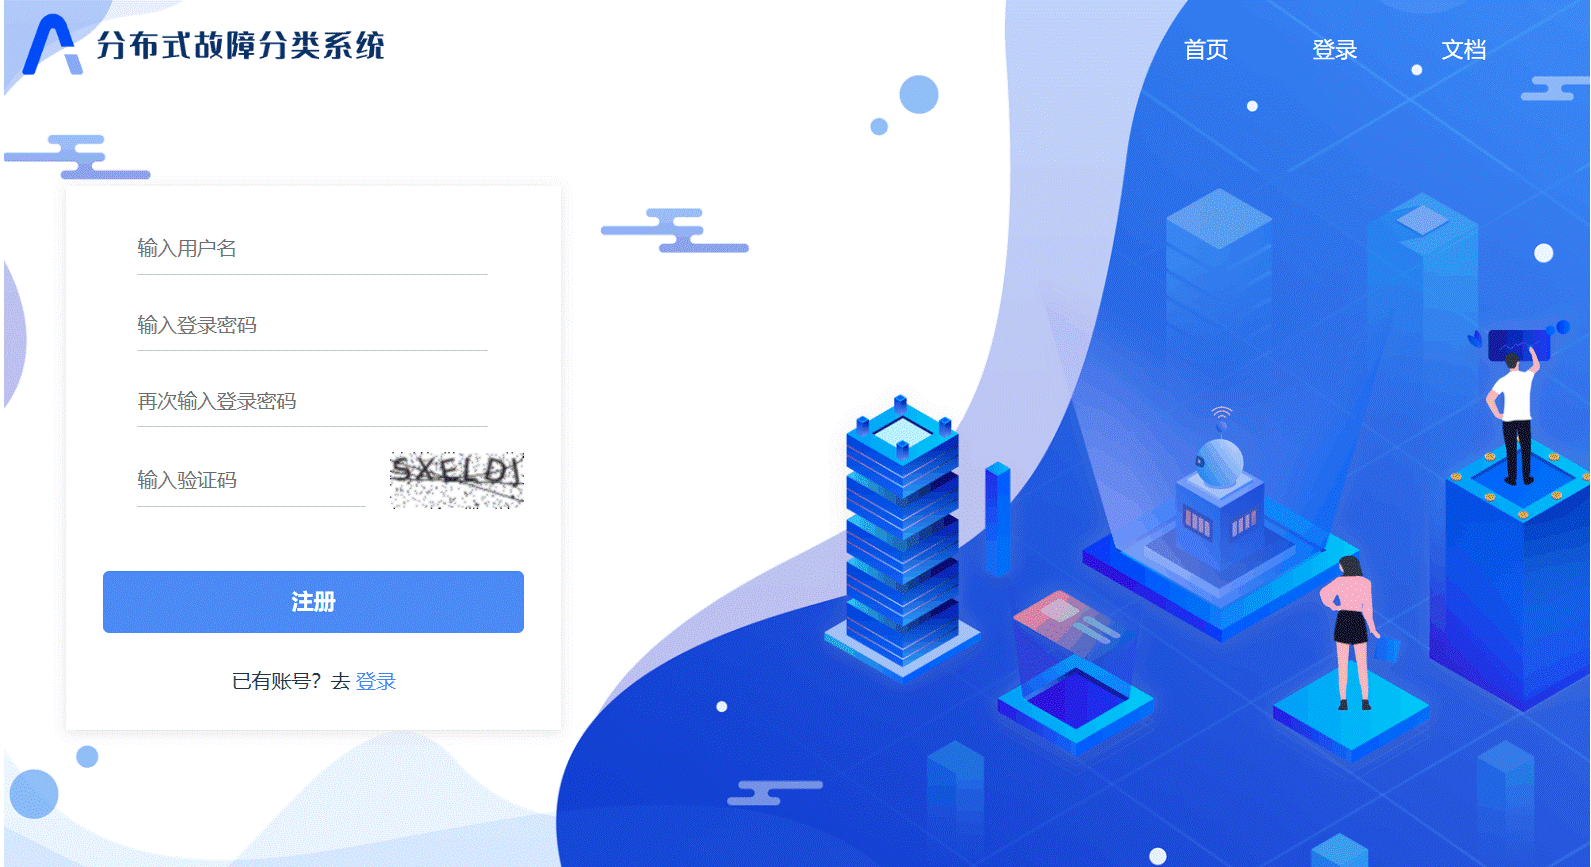 分布式故障分类系统
首页 登录 文档
输入用户名
输入登录密码
再次输入登录密码
输入验证码
SXELDJ
注册
已有账号？去 登录